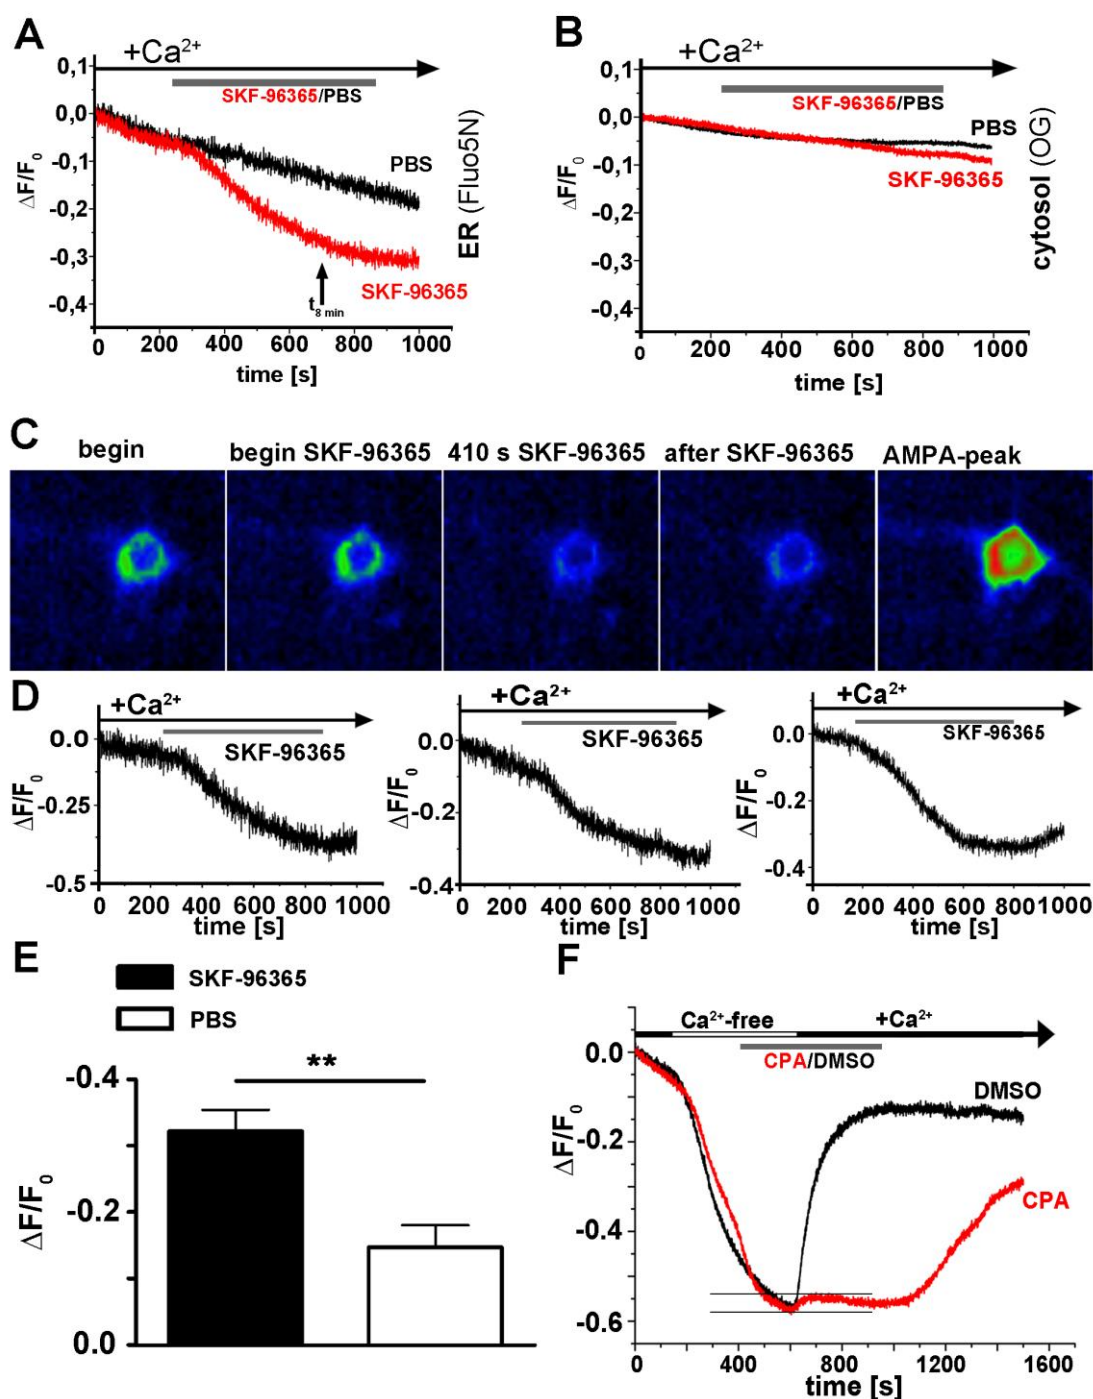 A
+Ca²⁺
0,1
0,0
-0,1
-0,2
-0,3
-0,4
ΔF/F₀
SKF-96365/PBS
PBS
SKF-96365
t₈ ₘᵢₙ
0 200 400 600 800 1000
time [s]
ER (Fluo5N)
B
+Ca²⁺
0,1
0,0
-0,1
-0,2
-0,3
-0,4
ΔF/F₀
SKF-96365/PBS
PBS
SKF-96365
0 200 400 600 800 1000
time [s]
cytosol (OG)
C
begin
begin SKF-96365
410 s SKF-96365
after SKF-96365
AMPA-peak
D
+Ca²⁺
SKF-96365
0.0
-0.25
-0.5
ΔF/F₀
0 200 400 600 800 1000
time [s]
+Ca²⁺
SKF-96365
0.0
-0.2
-0.4
ΔF/F₀
0 200 400 600 800 1000
time [s]
+Ca²⁺
SKF-96365
0.0
-0.2
-0.4
ΔF/F₀
0 200 400 600 800 1000
time [s]
E
SKF-96365
PBS
**
-0.4
-0.2
0.0
ΔF/F₀
F
Ca²⁺-free
+Ca²⁺
CPA/DMSO
DMSO
CPA
0.0
-0.2
-0.4
-0.6
ΔF/F₀
0 400 800 1200 1600
time [s]